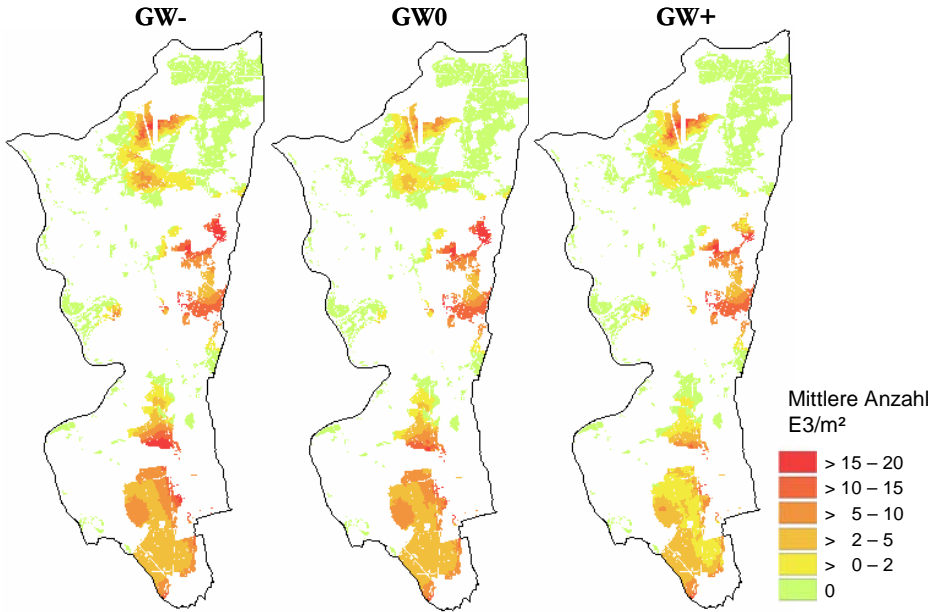 GW- GW0 GW+
Mittlere Anzahl
E3/m²
> 15 – 20
> 10 – 15
> 5 – 10
> 2 – 5
> 0 – 2
0